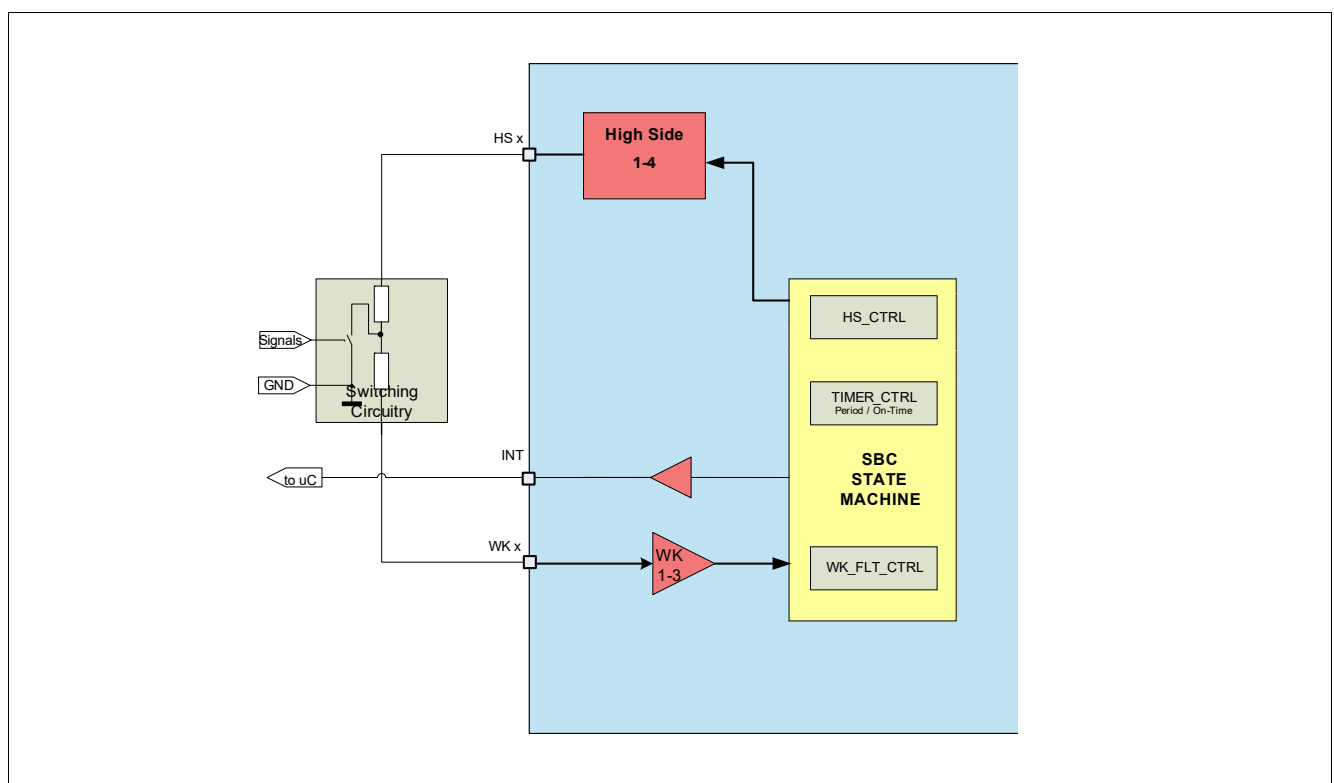 HS x
High Side
1-4
HS_CTRL
Signals
GND
Switching
Circuitry
TIMER_CTRL
Period / On-Time
SBC
STATE
MACHINE
INT
to uC
WK x
WK
1-3
WK_FLT_CTRL